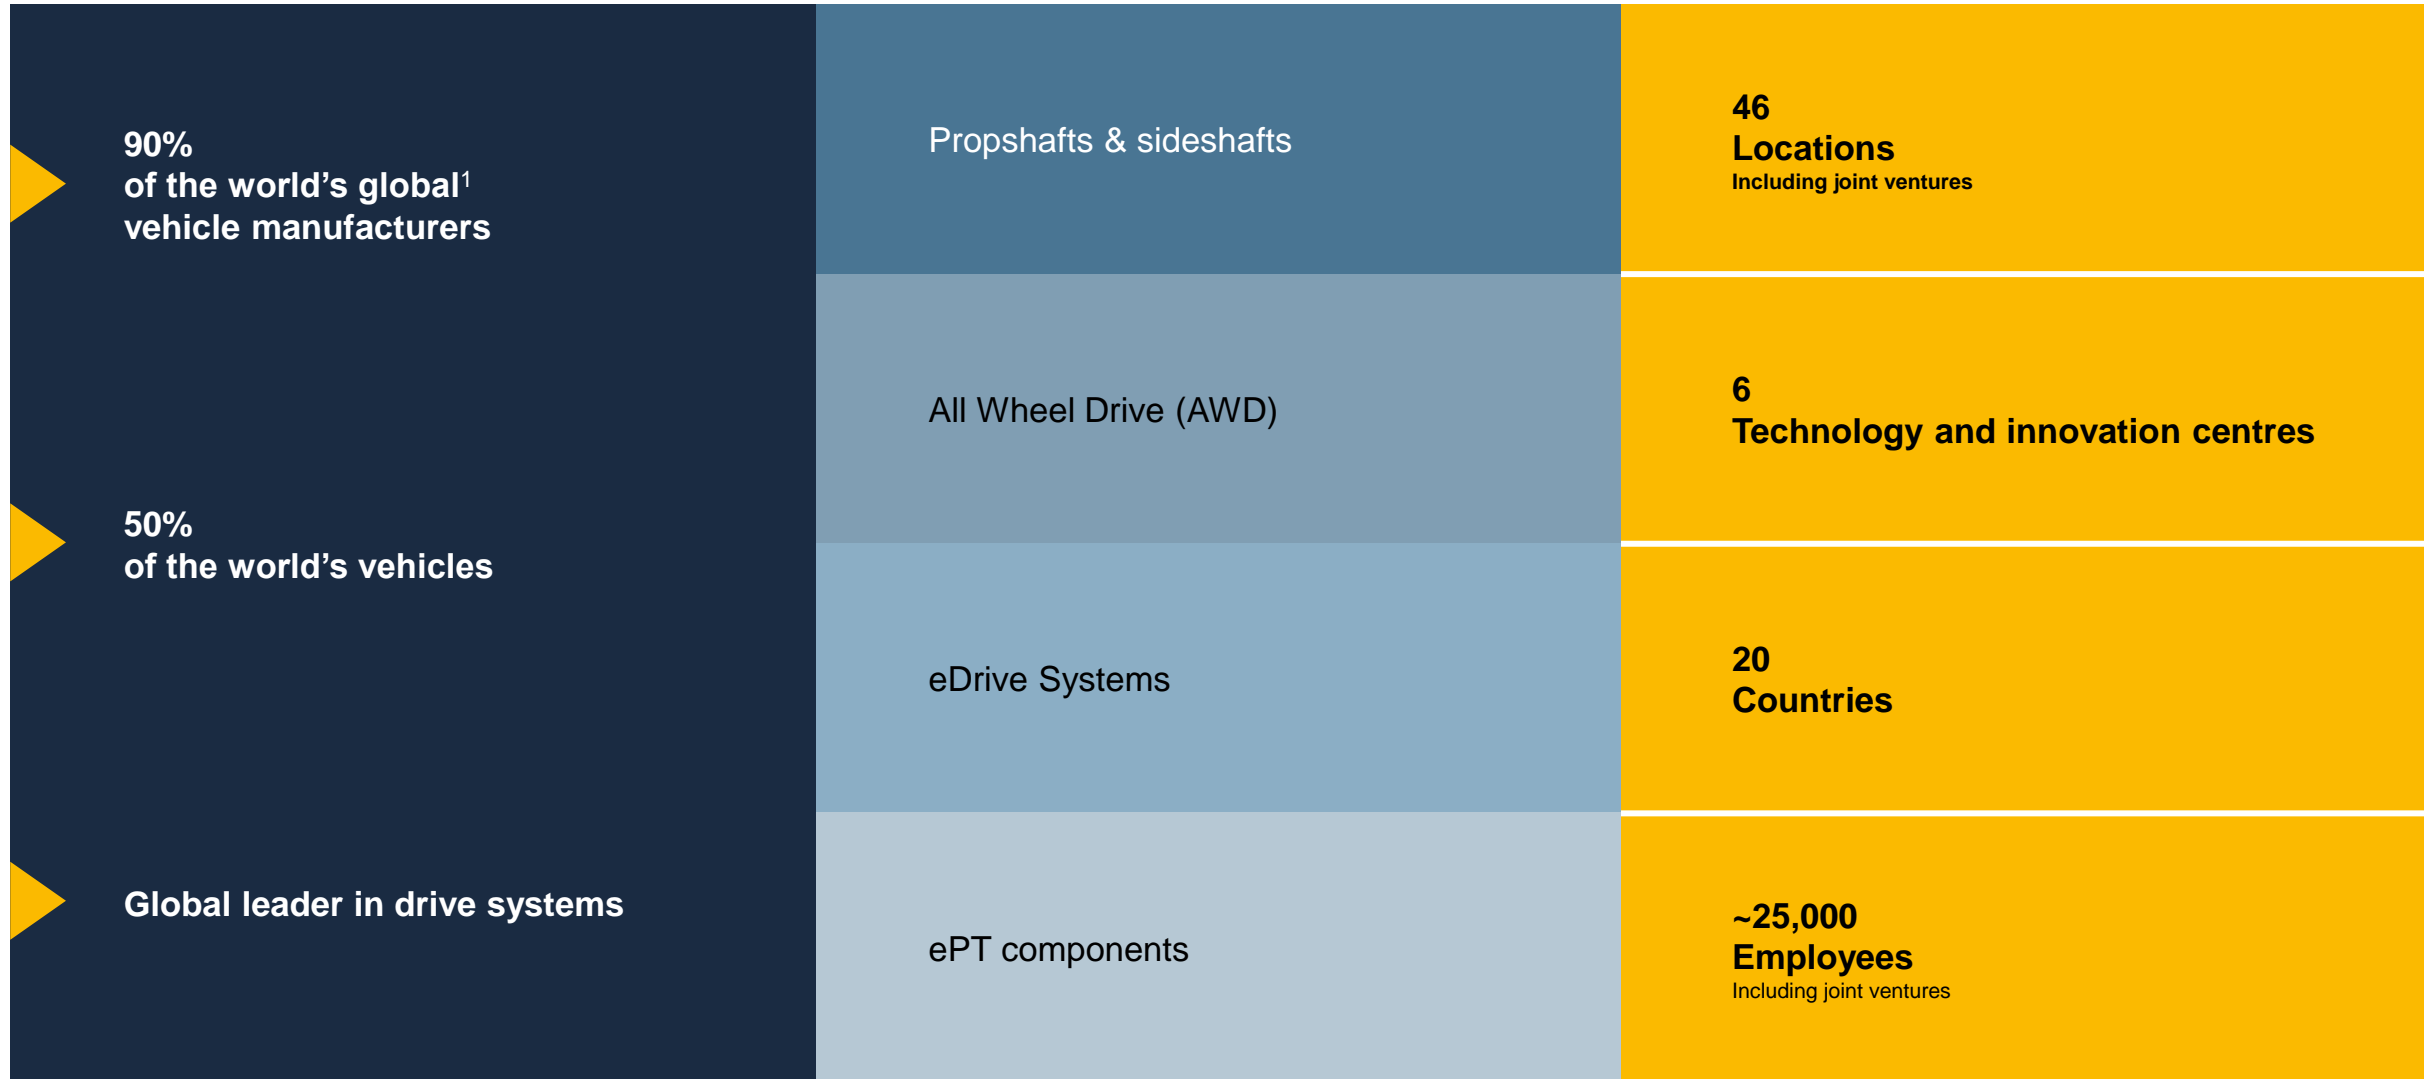 90%
of the world’s global¹
vehicle manufacturers
50%
of the world’s vehicles
Global leader in drive systems
Propshafts & sideshafts
All Wheel Drive (AWD)
eDrive Systems
ePT components
46
Locations
Including joint ventures
6
Technology and innovation centres
20
Countries
~25,000
Employees
Including joint ventures